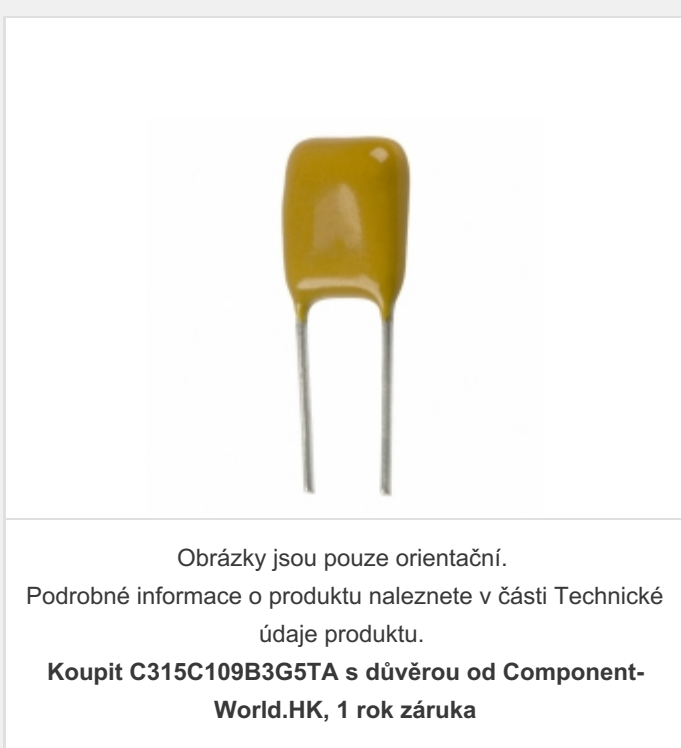 Obrázky jsou pouze orientační.
Podrobné informace o produktu naleznete v části Technické
údaje produktu.
Koupit C315C109B3G5TA s důvěrou od Component-
World.HK, 1 rok záruka